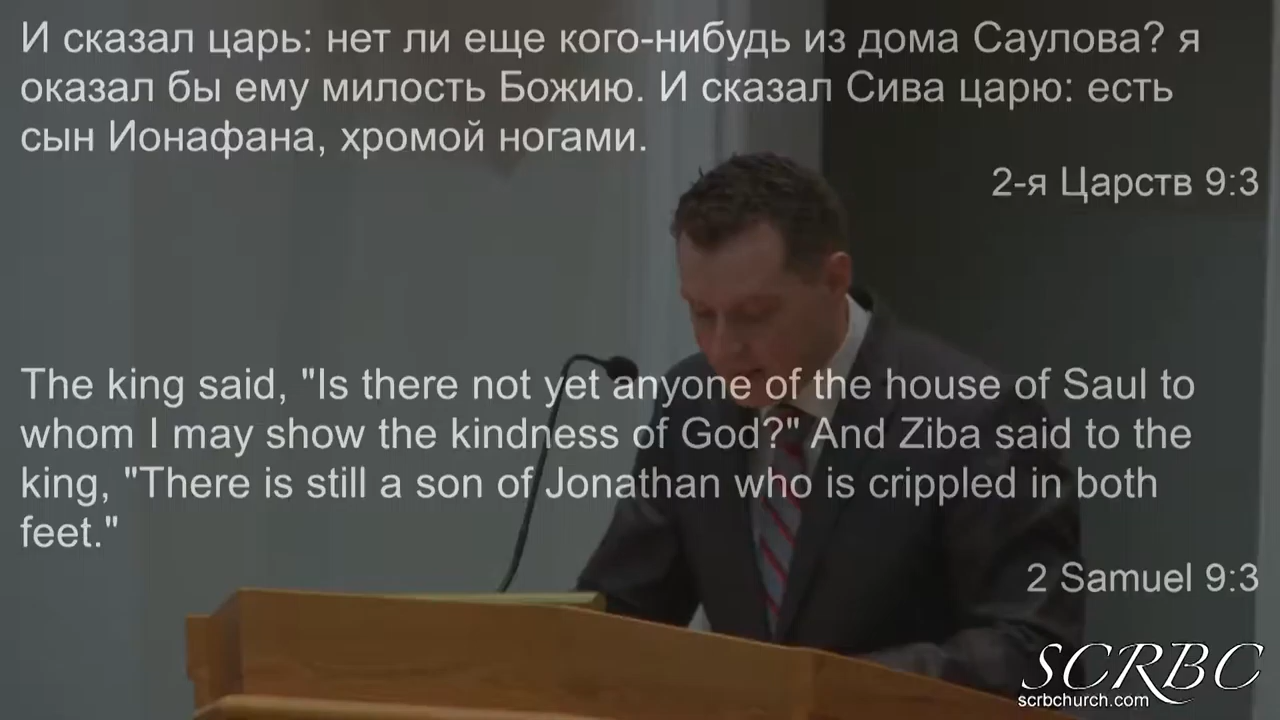 И сказал царь: нет ли еще кого-нибудь из дома Саулова? я
оказал бы ему милость Божию. И сказал Сива царю: есть
сын Ионафана, хромой ногами.
2-я Царств 9:3
The king said, "Is there not yet anyone of the house of Saul to
whom I may show the kindness of God?" And Ziba said to the
king, "There is still a son of Jonathan who is crippled in both
feet."
2 Samuel 9:3
SCRBC
scrbchurch.com